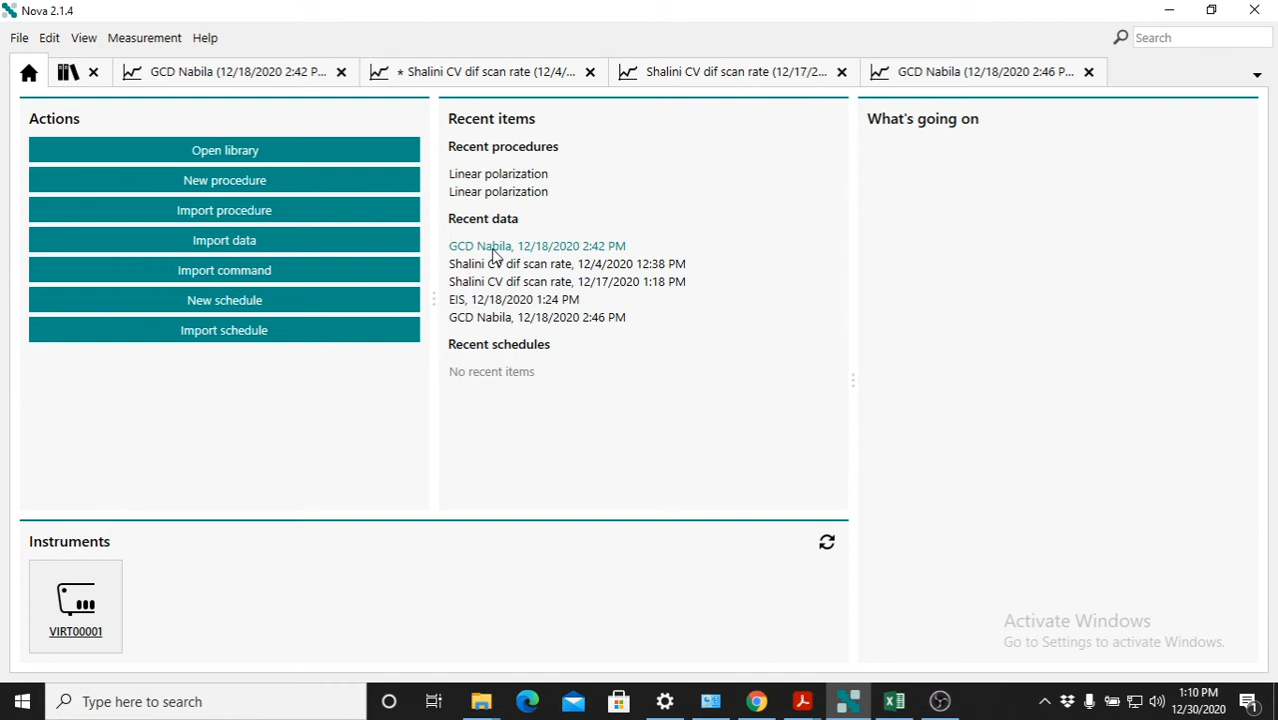 Nova 2.1.4
File Edit View Measurement Help
Search
GCD Nabila (12/18/2020 2:42 P...
* Shalini CV dif scan rate (12/4/...
Shalini CV dif scan rate (12/17/2...
GCD Nabila (12/18/2020 2:46 P...
Actions
Open library
New procedure
Import procedure
Import data
Import command
New schedule
Import schedule
Recent items
Recent procedures
Linear polarization
Linear polarization
Recent data
GCD Nabila, 12/18/2020 2:42 PM
Shalini CV dif scan rate, 12/4/2020 12:38 PM
Shalini CV dif scan rate, 12/17/2020 1:18 PM
EIS, 12/18/2020 1:24 PM
GCD Nabila, 12/18/2020 2:46 PM
Recent schedules
No recent items
What's going on
Instruments
VIRT00001
Activate Windows
Go to Settings to activate Windows.
Type here to search
1:10 PM
12/30/2020
1